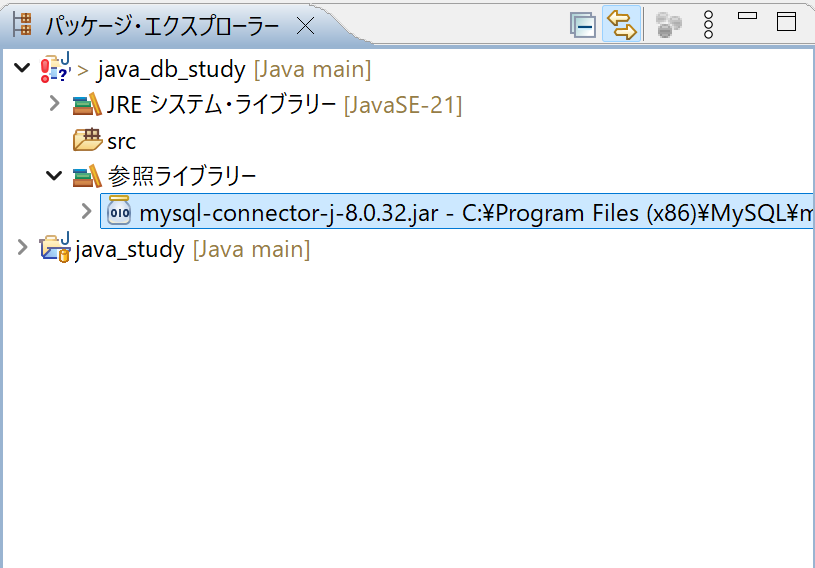 パッケージ・エクスプローラー
> java_db_study [Java main]
JRE システム・ライブラリー [JavaSE-21]
src
参照ライブラリー
010 mysql-connector-j-8.0.32.jar - C:¥Program Files (x86)¥MySQL¥m
java_study [Java main]